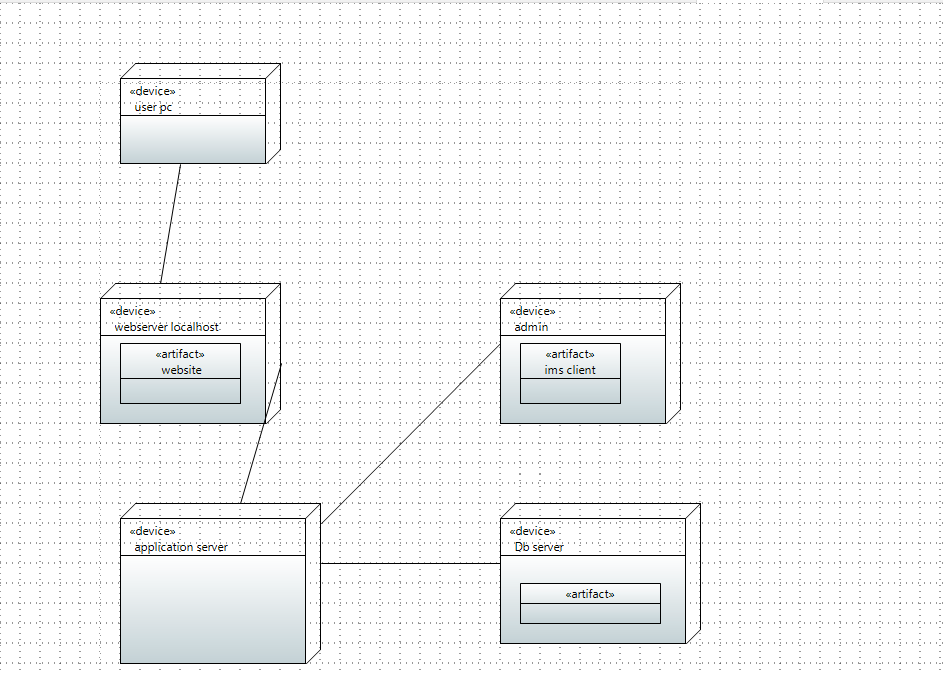 «device»
user pc
«device»
webserver localhost
«artifact»
website
«device»
admin
«artifact»
ims client
«device»
application server
«device»
Db server
«artifact»